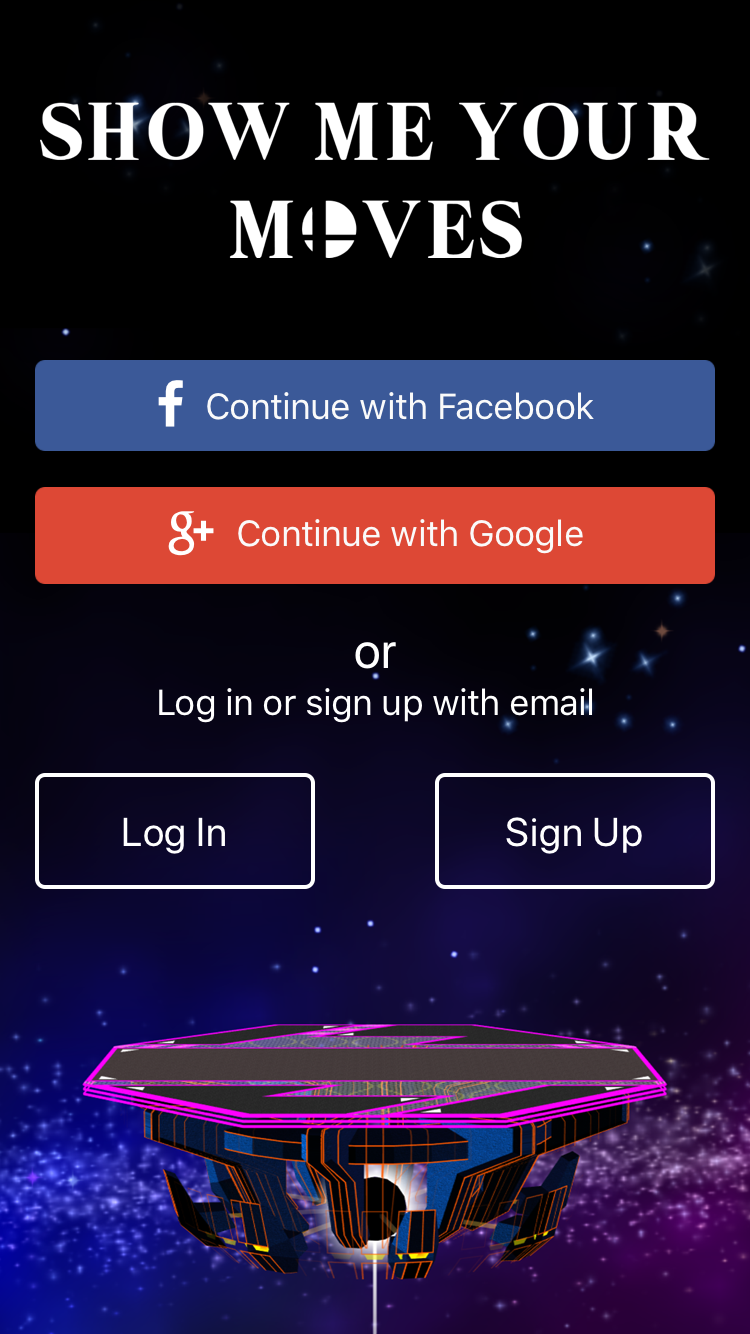 SHOW ME YOUR
MOVES
f Continue with Facebook
g+ Continue with Google
or
Log in or sign up with email
Log In
Sign Up